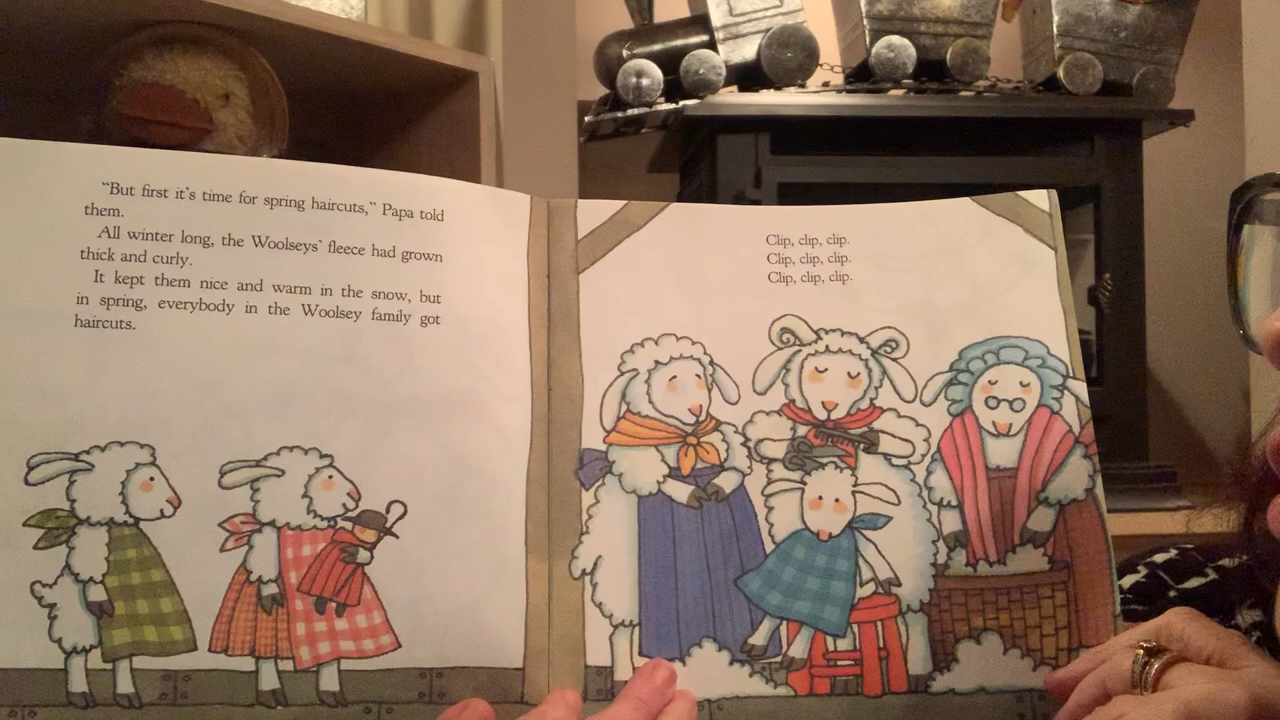 “But first it’s time for spring haircuts,” Papa told
them.
All winter long, the Woolseys’ fleece had grown
thick and curly.
It kept them nice and warm in the snow, but
in spring, everybody in the Woolsey family got
haircuts.
Clip, clip, clip.
Clip, clip, clip.
Clip, clip, clip.